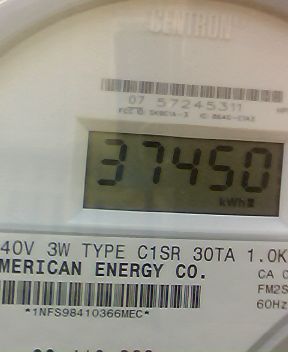 CENTRON
07 57245311
37450
kWh
40V 3W TYPE C1SR 30TA 1.0K
MERICAN ENERGY CO.
CA 0
FM2S
60Hz
*1NFS98410366MEC*